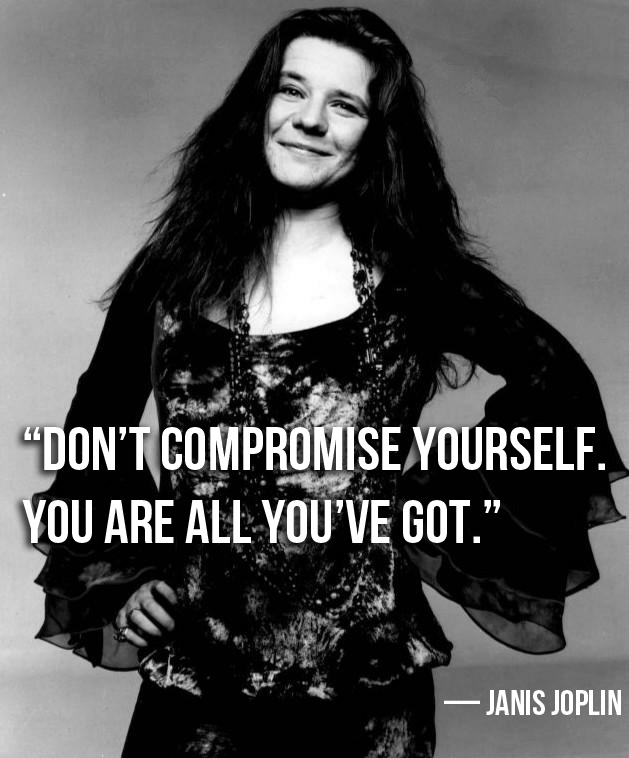 “DON’T COMPROMISE YOURSELF.
YOU ARE ALL YOU’VE GOT.”
— JANIS JOPLIN